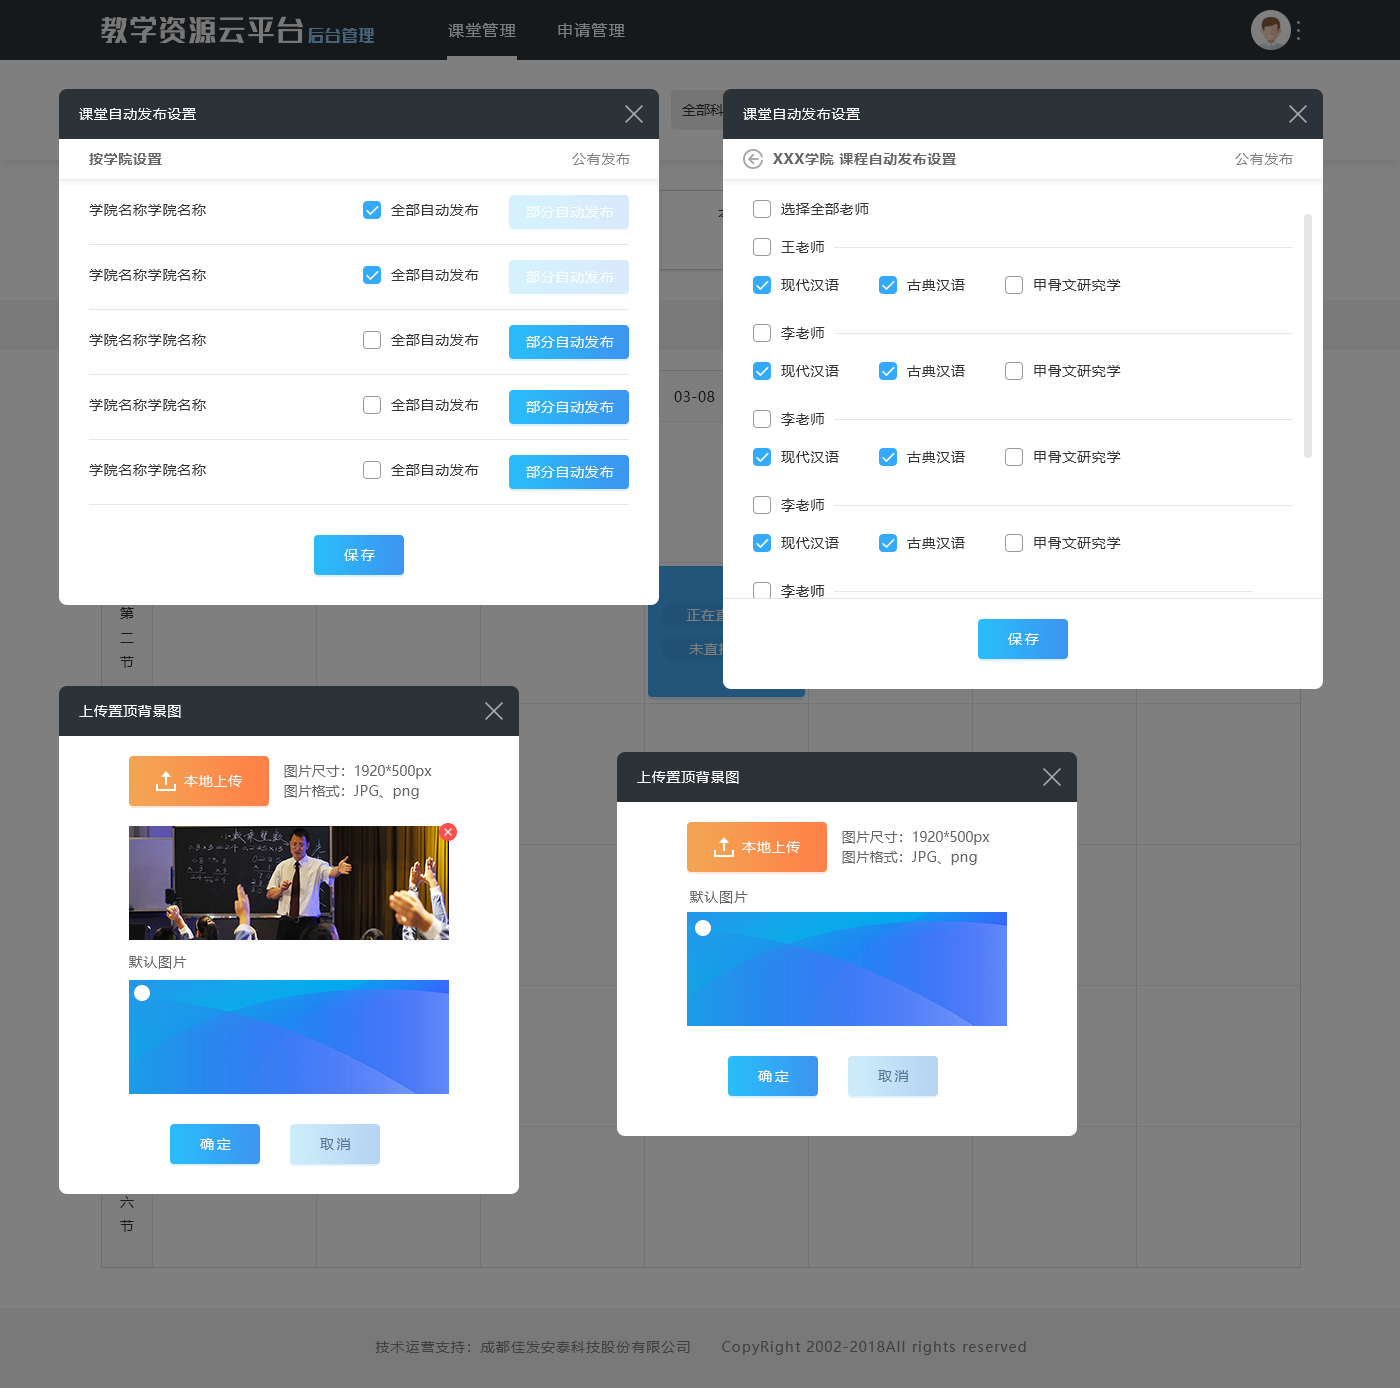 教学资源云平台 后台管理 课堂管理 申请管理
全部科
课堂自动发布设置
按学院设置 公有发布
学院名称学院名称 全部自动发布 部分自动发布
学院名称学院名称 全部自动发布 部分自动发布
学院名称学院名称 全部自动发布 部分自动发布
学院名称学院名称 全部自动发布 部分自动发布
学院名称学院名称 全部自动发布 部分自动发布
保存
课堂自动发布设置
XXX学院 课程自动发布设置 公有发布
选择全部老师
王老师
现代汉语 古典汉语 甲骨文研究学
李老师
现代汉语 古典汉语 甲骨文研究学
李老师
现代汉语 古典汉语 甲骨文研究学
李老师
现代汉语 古典汉语 甲骨文研究学
李老师
保存
03-08
第
二
节
正在直
未直播
上传置顶背景图
本地上传
图片尺寸：1920*500px
图片格式：JPG、png
默认图片
确定 取消
上传置顶背景图
本地上传
图片尺寸：1920*500px
图片格式：JPG、png
默认图片
确定 取消
六
节
技术运营支持：成都佳发安泰科技股份有限公司 CopyRight 2002-2018All rights reserved